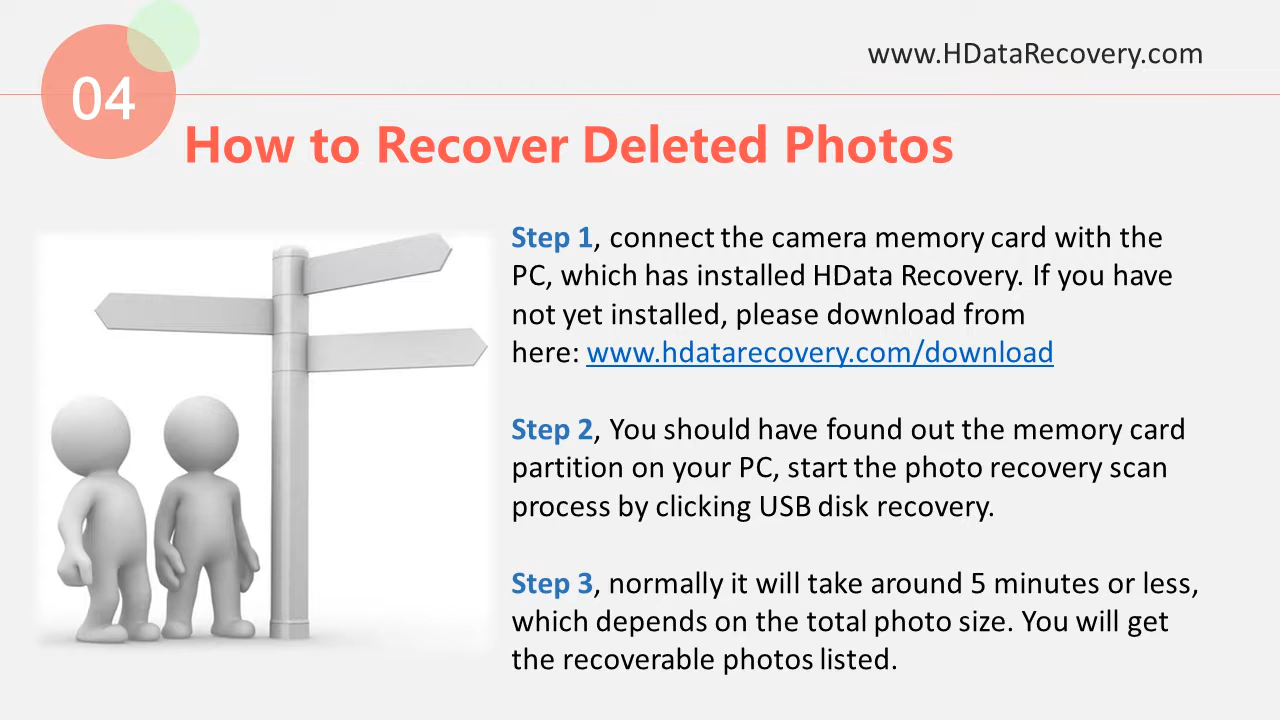 www.HDataRecovery.com
04
How to Recover Deleted Photos
Step 1, connect the camera memory card with the
PC, which has installed HData Recovery. If you have
not yet installed, please download from
here: www.hdatarecovery.com/download
Step 2, You should have found out the memory card
partition on your PC, start the photo recovery scan
process by clicking USB disk recovery.
Step 3, normally it will take around 5 minutes or less,
which depends on the total photo size. You will get
the recoverable photos listed.